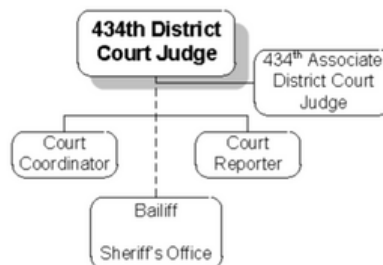 434th District
Court Judge
434th Associate
District Court
Judge
Court
Coordinator
Court
Reporter
Bailiff
Sheriff's Office